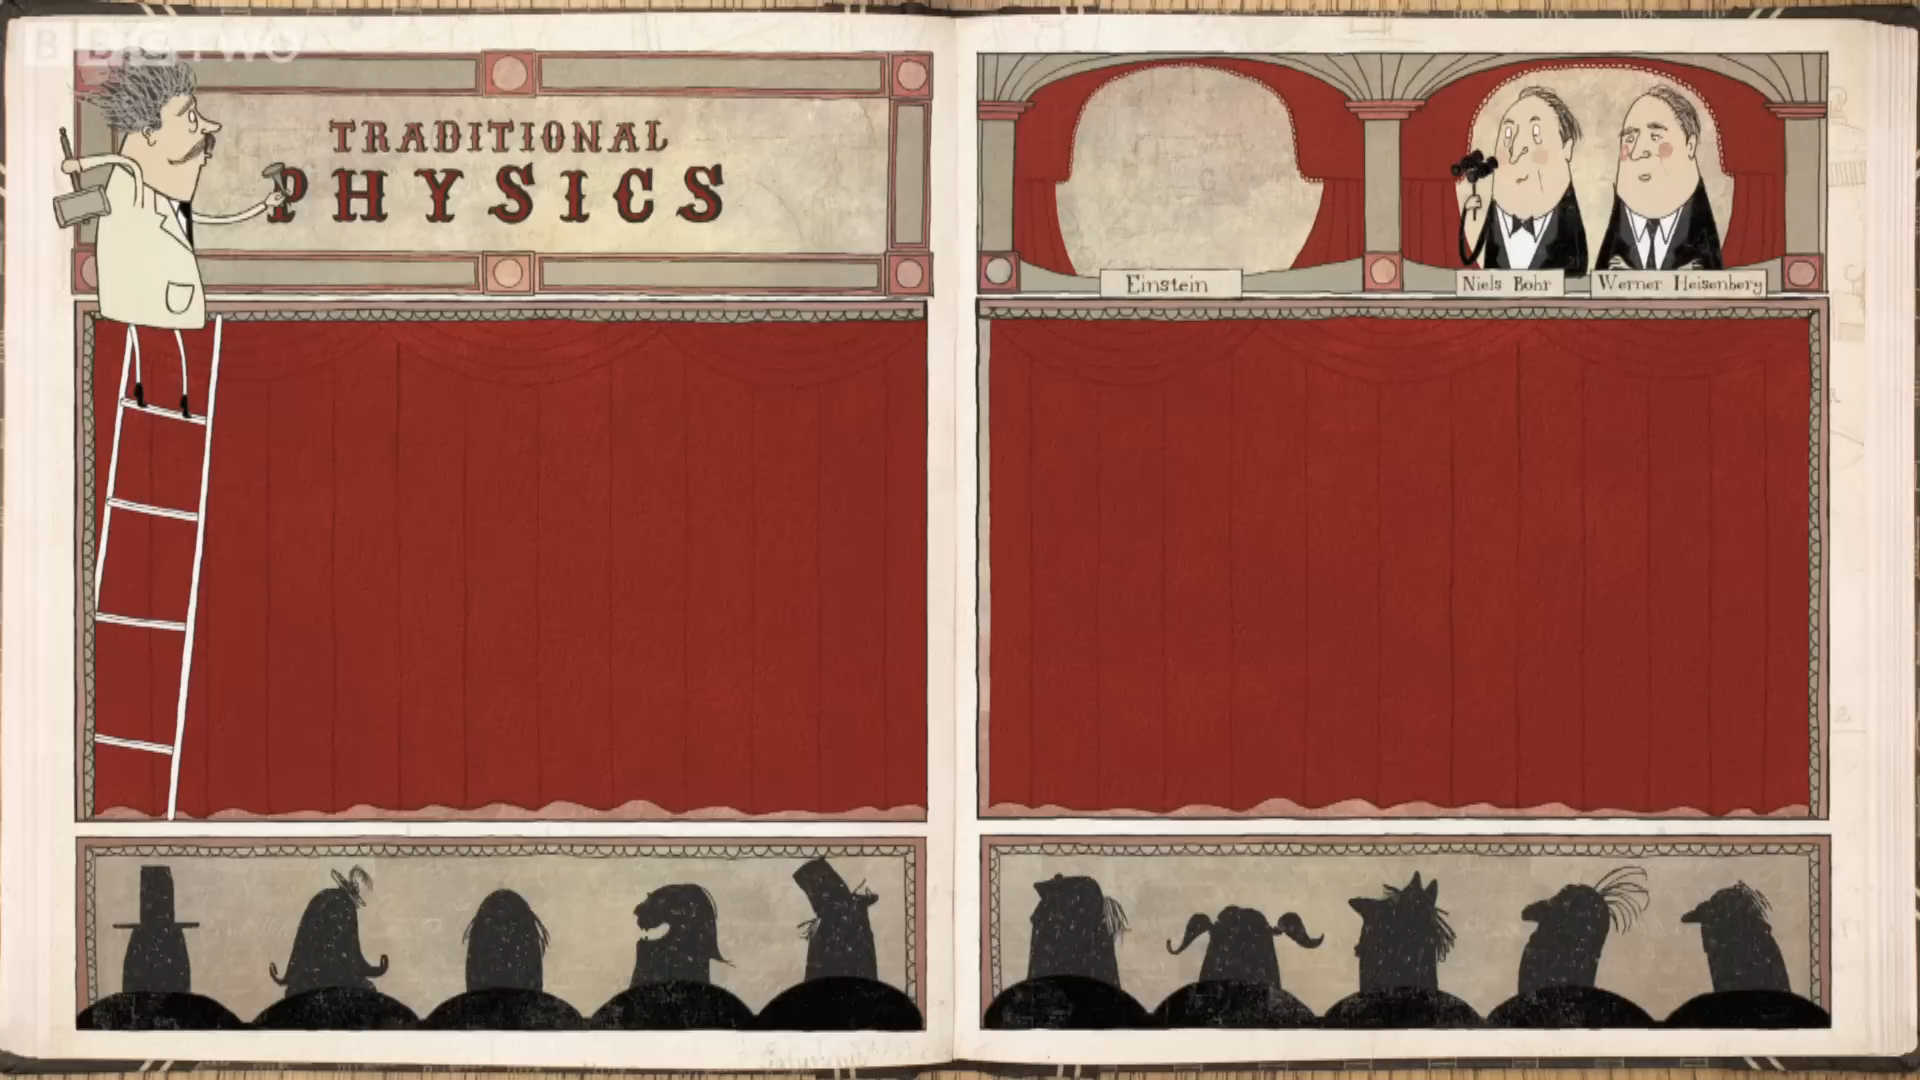 BBC TWO
TRADITIONAL
PHYSICS
Einstein
Niels Bohr
Werner Heisenberg